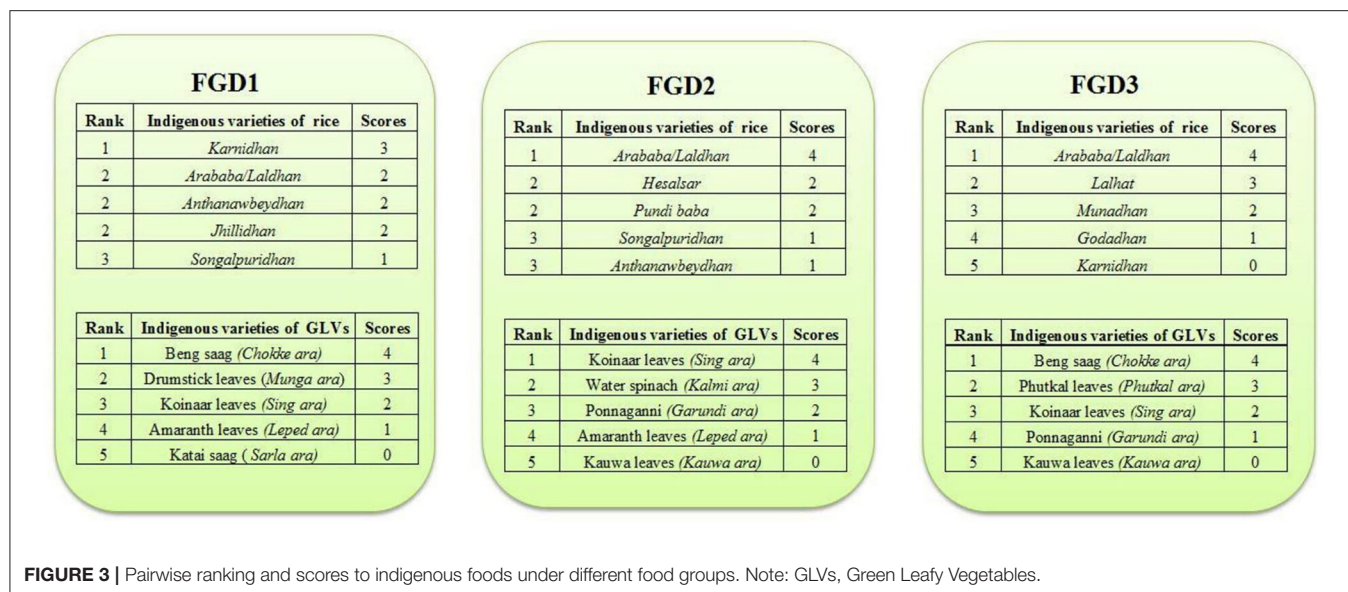 FGD1
Rank Indigenous varieties of rice Scores
1 Karnidhan 3
2 Arababa/Laldhan 2
2 Anthanawbeydhan 2
2 Jhillidhan 2
3 Songalpuridhan 1
Rank Indigenous varieties of GLVs Scores
1 Beng saag (Chokke ara) 4
2 Drumstick leaves (Munga ara) 3
3 Koinaar leaves (Sing ara) 2
4 Amaranth leaves (Leped ara) 1
5 Katai saag ( Sarla ara) 0
FGD2
Rank Indigenous varieties of rice Scores
1 Arababa/Laldhan 4
2 Hesalsar 2
2 Pundi baba 2
3 Songalpuridhan 1
3 Anthanawbeydhan 1
Rank Indigenous varieties of GLVs Scores
1 Koinaar leaves (Sing ara) 4
2 Water spinach (Kalmi ara) 3
3 Ponnaganni (Garundi ara) 2
4 Amaranth leaves (Leped ara) 1
5 Kauwa leaves (Kauwa ara) 0
FGD3
Rank Indigenous varieties of rice Scores
1 Arababa/Laldhan 4
2 Lalhat 3
3 Munadhan 2
4 Godadhan 1
5 Karnidhan 0
Rank Indigenous varieties of GLVs Scores
1 Beng saag (Chokke ara) 4
2 Phutkal leaves (Phutkal ara) 3
3 Koinaar leaves (Sing ara) 2
4 Ponnaganni (Garundi ara) 1
5 Kauwa leaves (Kauwa ara) 0
FIGURE 3 | Pairwise ranking and scores to indigenous foods under different food groups. Note: GLVs, Green Leafy Vegetables.